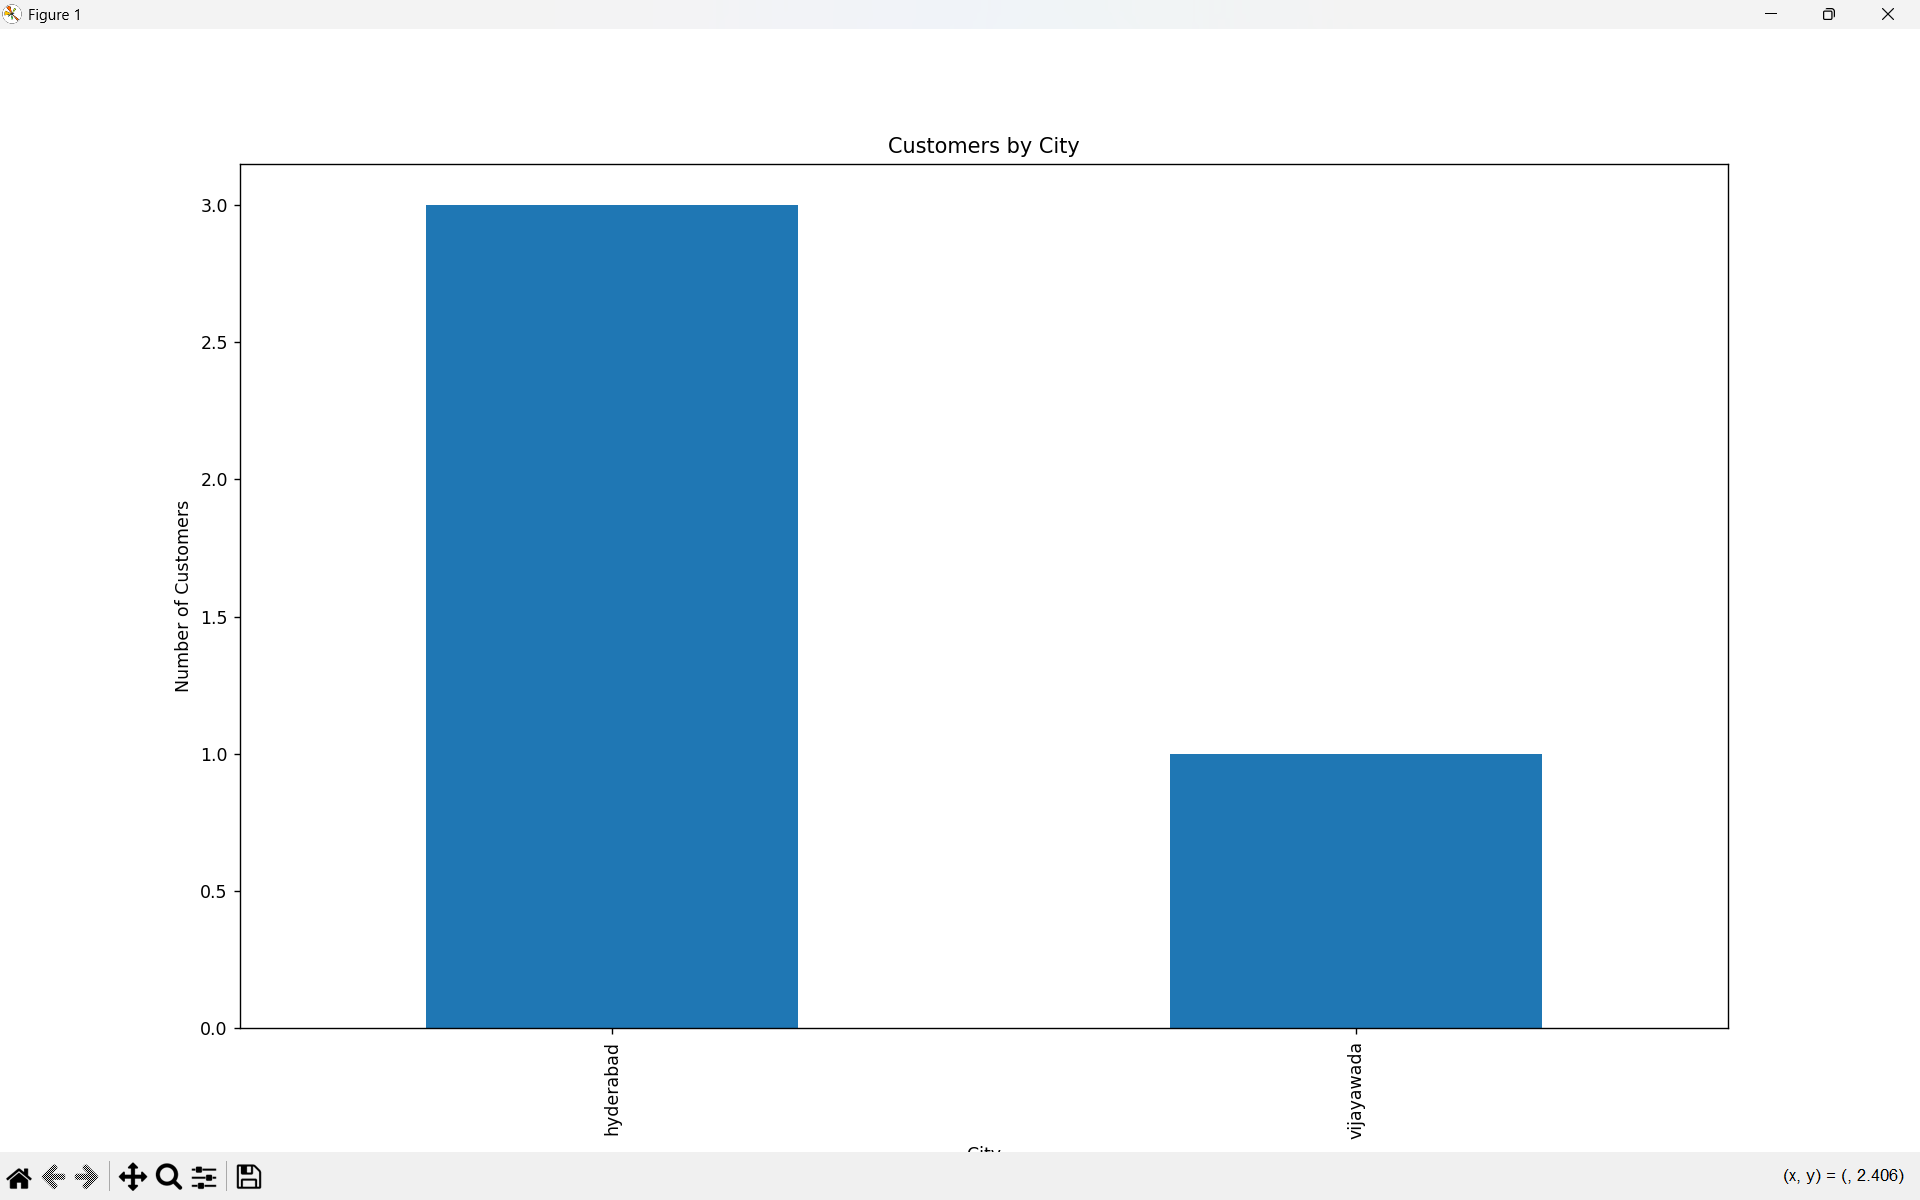 Figure 1
Customers by City
3.0
2.5
2.0
1.5
1.0
0.5
0.0
Number of Customers
hyderabad
vijayawada
City
(x, y) = (, 2.406)